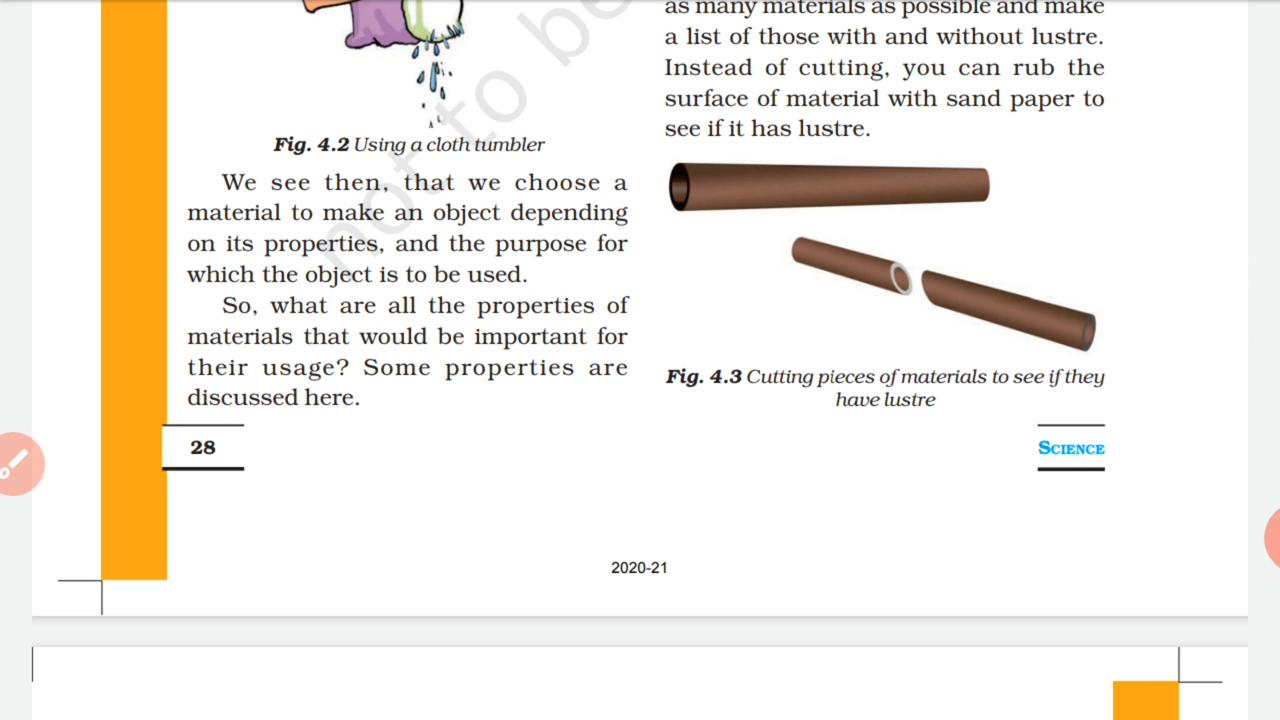 Fig. 4.2 Using a cloth tumbler
We see then, that we choose a
material to make an object depending
on its properties, and the purpose for
which the object is to be used.
So, what are all the properties of
materials that would be important for
their usage? Some properties are
discussed here.
as many materials as possible and make
a list of those with and without lustre.
Instead of cutting, you can rub the
surface of material with sand paper to
see if it has lustre.
Fig. 4.3 Cutting pieces of materials to see if they
have lustre
28
SCIENCE
2020-21
not to be